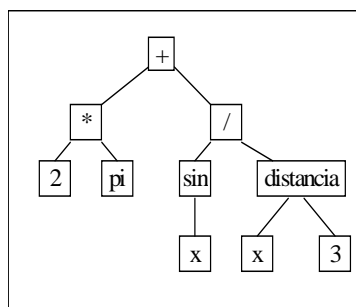 +
* /
2 pi sin distancia
x x 3